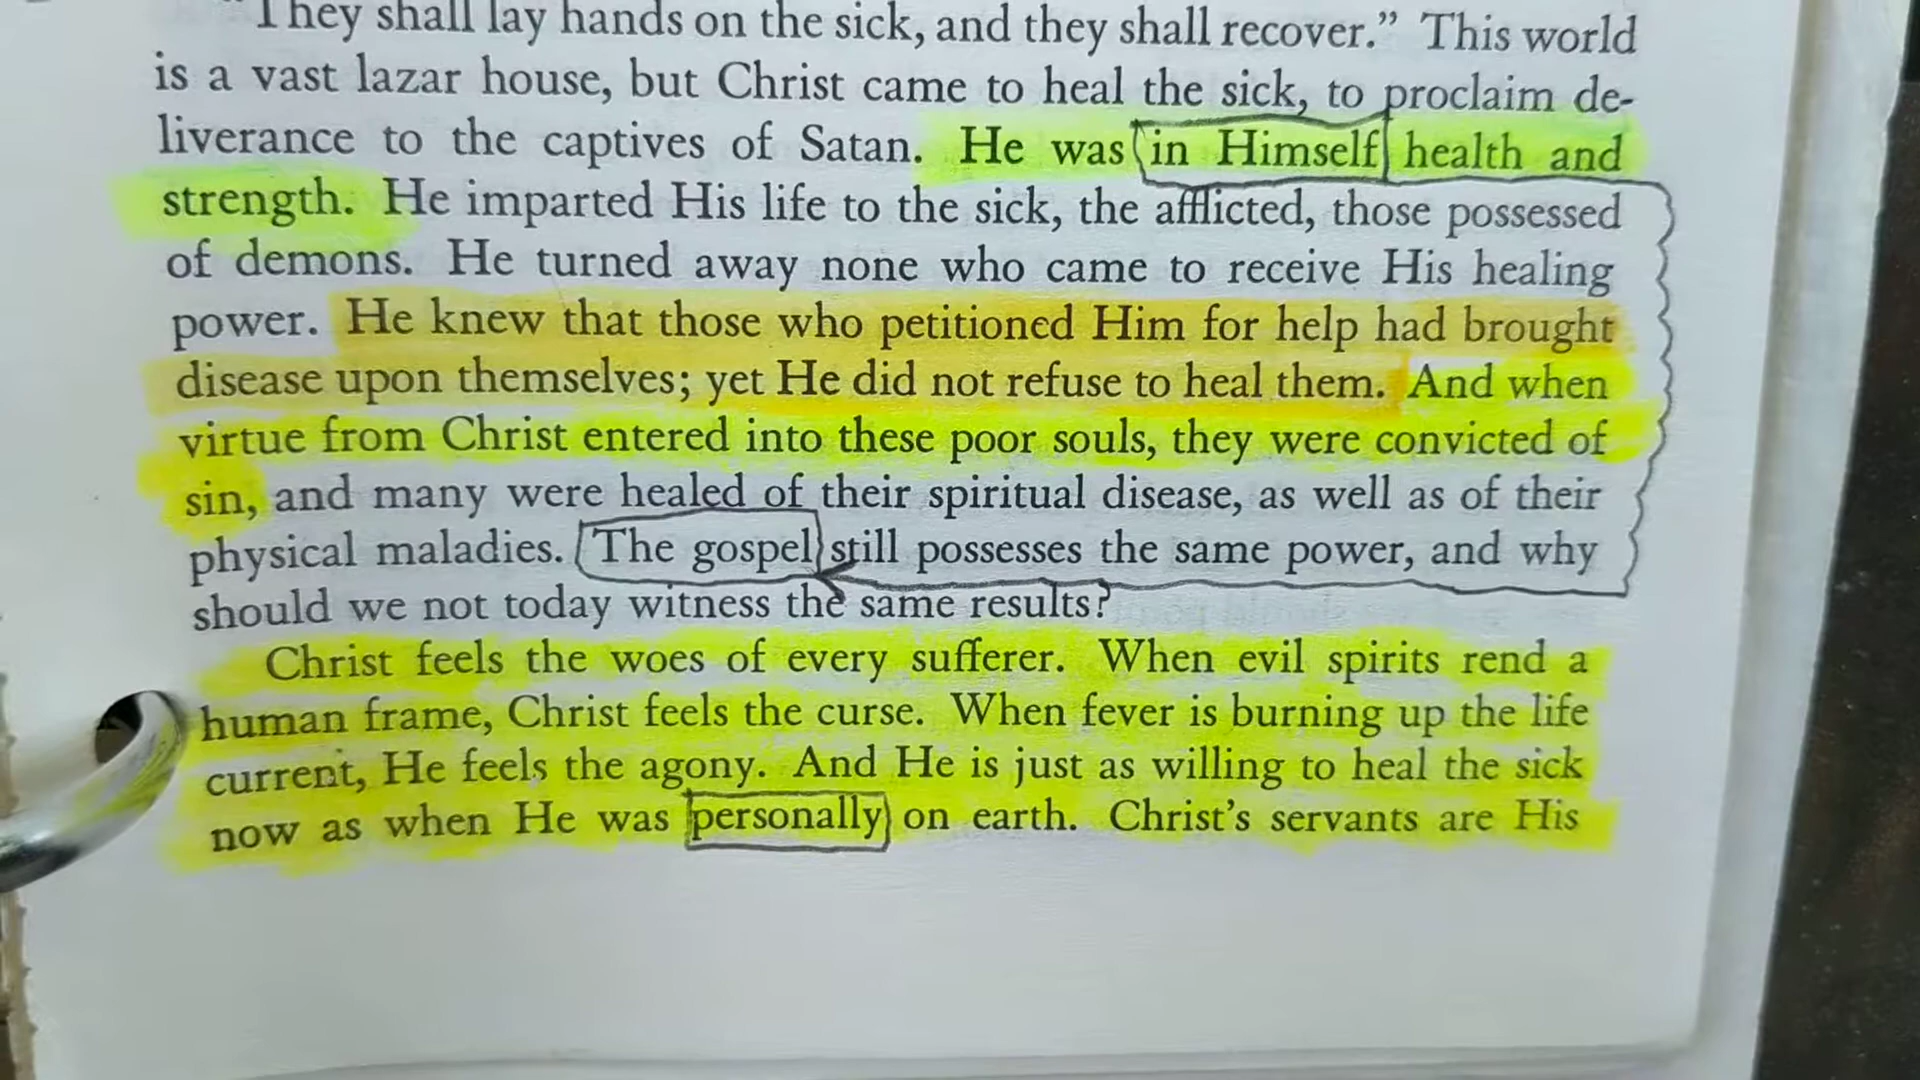 "They shall lay hands on the sick, and they shall recover." This world
is a vast lazar house, but Christ came to heal the sick, to proclaim de-
liverance to the captives of Satan. He was in Himself health and
strength. He imparted His life to the sick, the afflicted, those possessed
of demons. He turned away none who came to receive His healing
power. He knew that those who petitioned Him for help had brought
disease upon themselves; yet He did not refuse to heal them. And when
virtue from Christ entered into these poor souls, they were convicted of
sin, and many were healed of their spiritual disease, as well as of their
physical maladies. The gospel still possesses the same power, and why
should we not today witness the same results?
Christ feels the woes of every sufferer. When evil spirits rend a
human frame, Christ feels the curse. When fever is burning up the life
current, He feels the agony. And He is just as willing to heal the sick
now as when He was personally on earth. Christ's servants are His